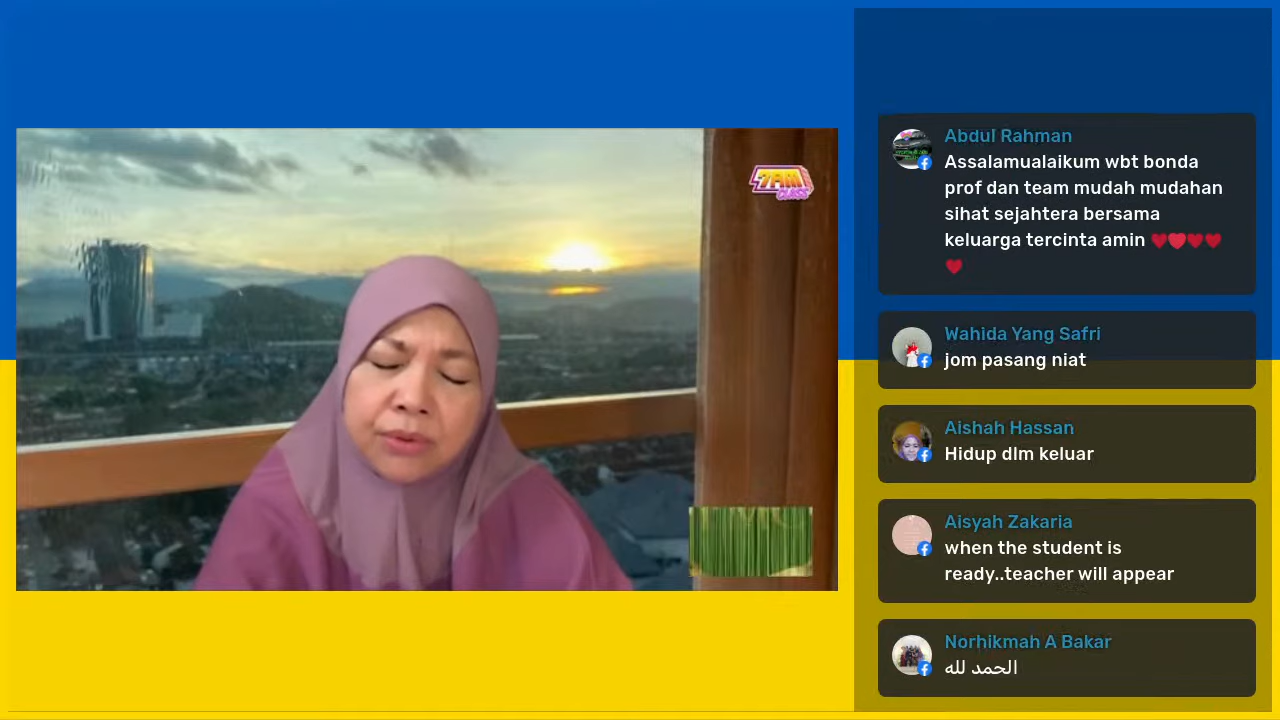 7AM
CLASS
Abdul Rahman
Assalamualaikum wbt bonda
prof dan team mudah mudahan
sihat sejahtera bersama
keluarga tercinta amin ❤️❤️❤️❤️
❤️
Wahida Yang Safri
jom pasang niat
Aishah Hassan
Hidup dlm keluar
Aisyah Zakaria
when the student is
ready..teacher will appear
Norhikmah A Bakar
الحمد لله